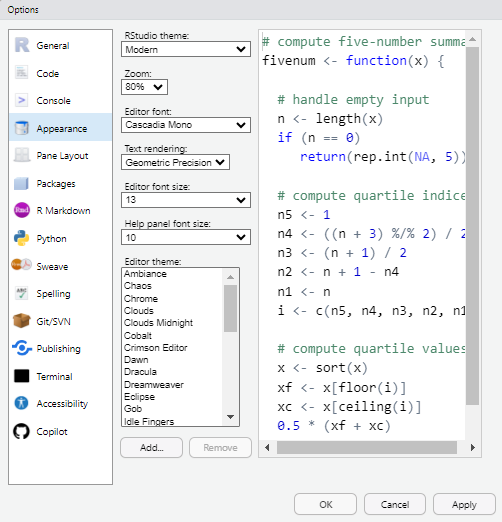 Options
General
Code
Console
Appearance
Pane Layout
Packages
R Markdown
Python
Sweave
Spelling
Git/SVN
Publishing
Terminal
Accessibility
Copilot
RStudio theme:
Modern
Zoom:
80%
Editor font:
Cascadia Mono
Text rendering:
Geometric Precision
Editor font size:
13
Help panel font size:
10
Editor theme:
Ambiance
Chaos
Chrome
Clouds
Clouds Midnight
Cobalt
Crimson Editor
Dawn
Dracula
Dreamweaver
Eclipse
Gob
Idle Fingers
Add...
Remove
# compute five-number summa
fivenum <- function(x) {
# handle empty input
n <- length(x)
if (n == 0)
return(rep.int(NA, 5))
# compute quartile indice
n5 <- 1
n4 <- ((n + 3) %/% 2) / 2
n3 <- (n + 1) / 2
n2 <- n + 1 - n4
n1 <- n
i <- c(n5, n4, n3, n2, n1
# compute quartile values
x <- sort(x)
xf <- x[floor(i)]
xc <- x[ceiling(i)]
0.5 * (xf + xc)
OK
Cancel
Apply